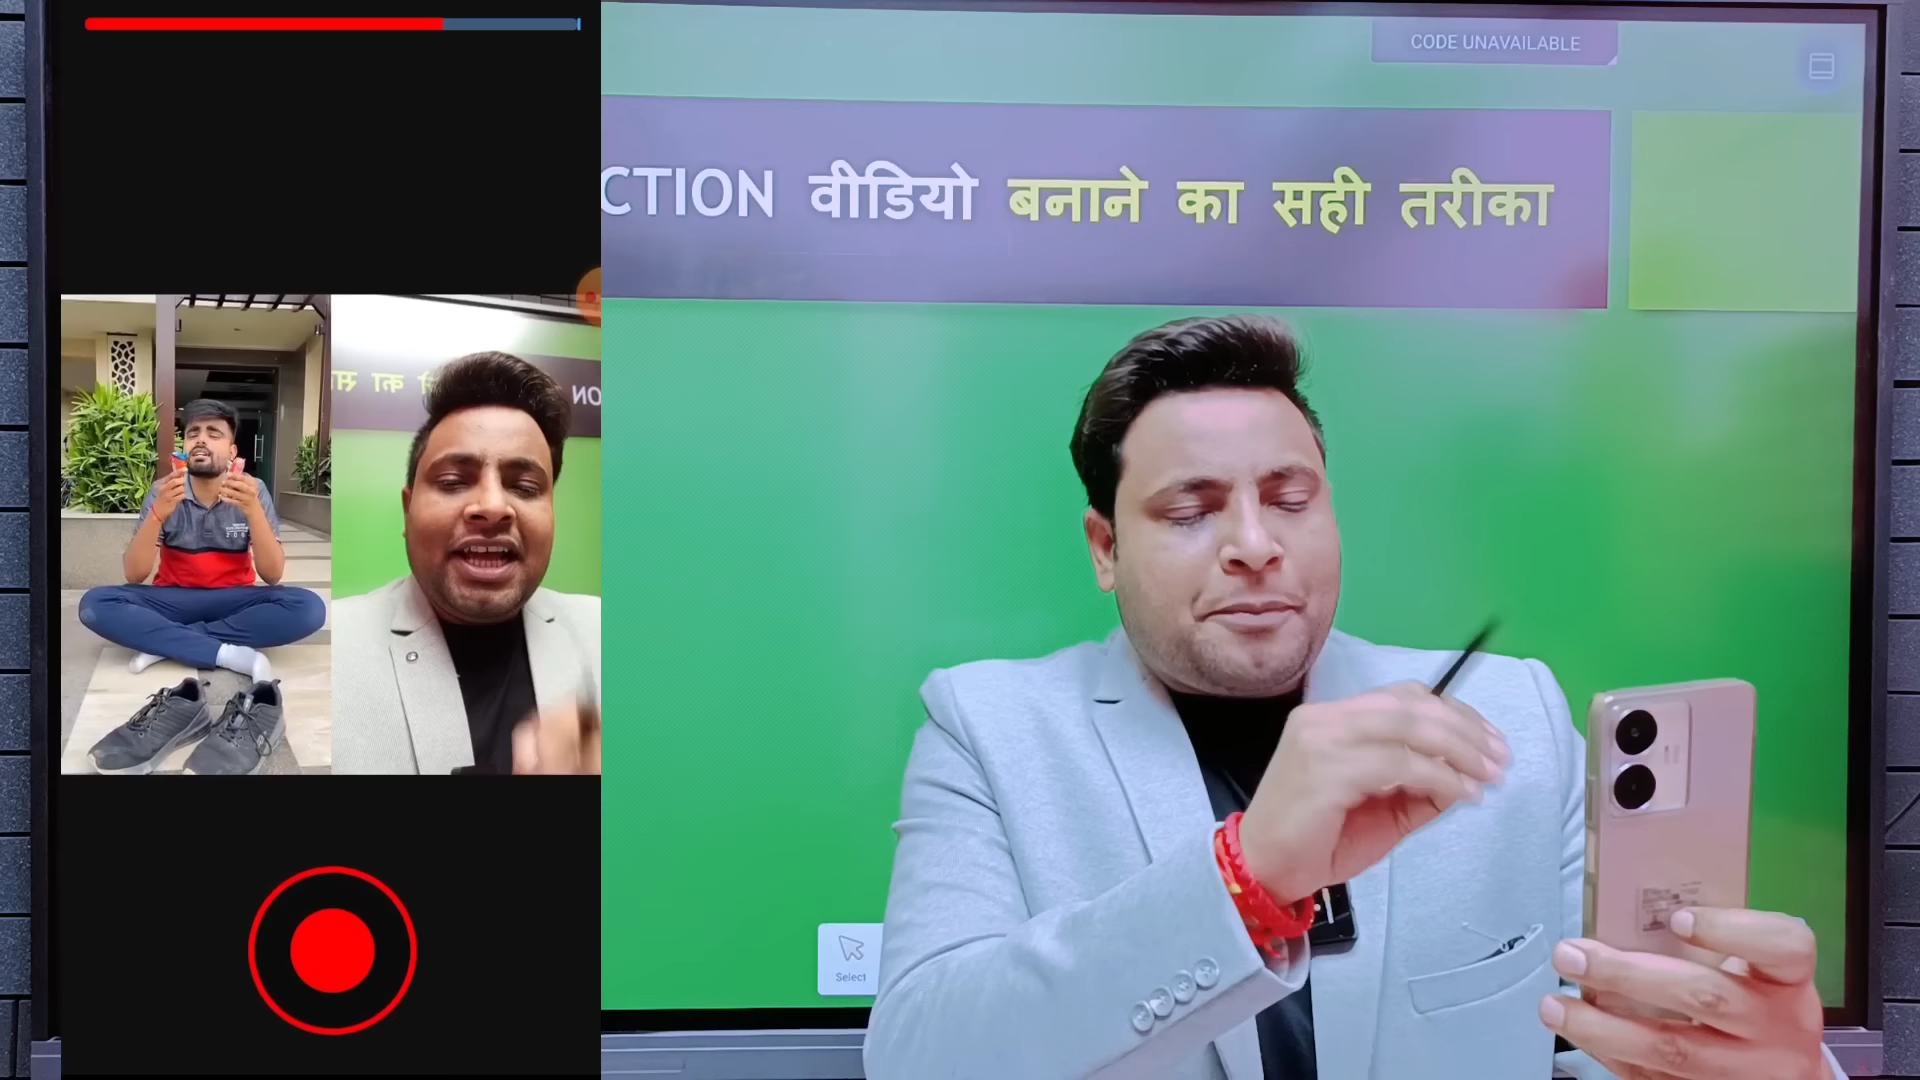 CODE UNAVAILABLE
CTION वीडियो बनाने का सही तरीका
Select